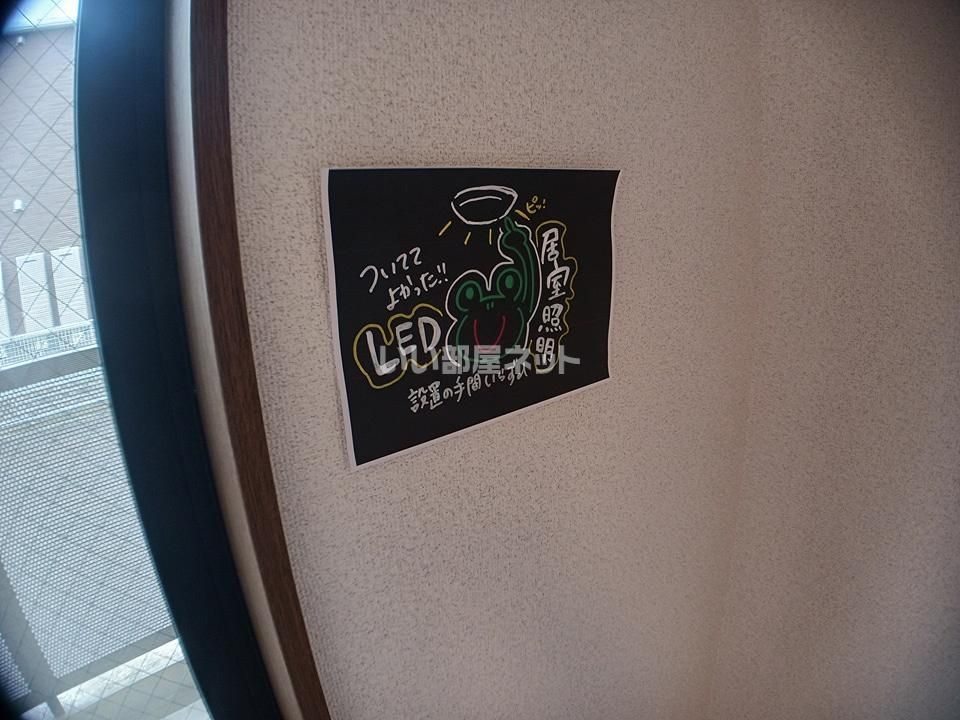 ピッ!
居室照明
ついてて
よかった!!
LED
いい部屋ネット
設置の手間いらず!!